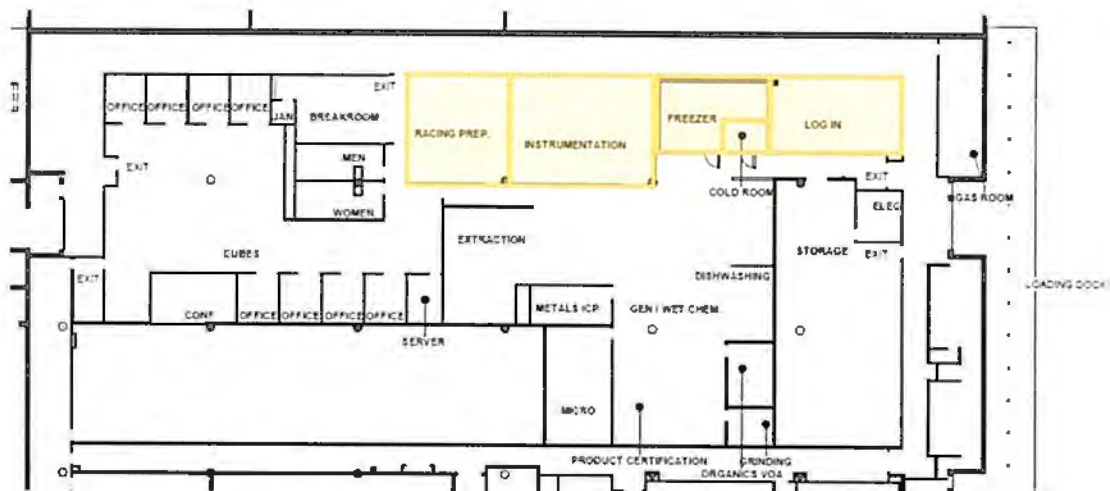 EXIT
OFFICE OFFICE OFFICE OFFICE
JAN
BREAKROOM
RACING PREP.
INSTRUMENTATION
FREEZER
LOG IN
MEN
EXIT
WOMEN
COLD ROOM
EXIT
GAS ROOM
ELEC
EXTRACTION
CUBES
STORAGE
EXIT
EXIT
DISHWASHING
LOADING DOCK
CONF
OFFICE OFFICE OFFICE OFFICE
METALS ICP
GEN / WET CHEM.
SERVER
MICRO
PRODUCT CERTIFICATION
GRINDING
ORGANICS VOA